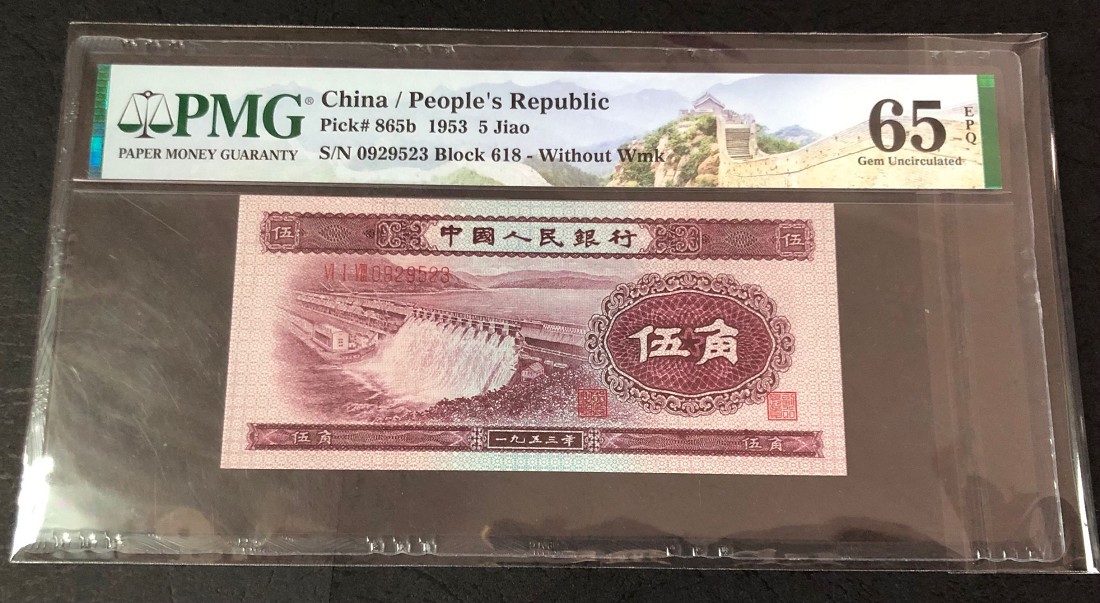 PMG®
PAPER MONEY GUARANTY
China / People's Republic
Pick# 865b 1953 5 Jiao
S/N 0929523 Block 618 - Without Wmk
65
EPQ
Gem Uncirculated
伍 中國人民銀行 伍
VI I VIII 0929523
伍角
伍角 一九五三年 伍角